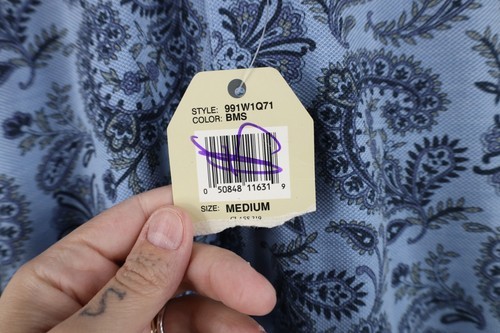 STYLE: 991W1Q71
COLOR: BMS
0 50848 11631 9
SIZE: MEDIUM